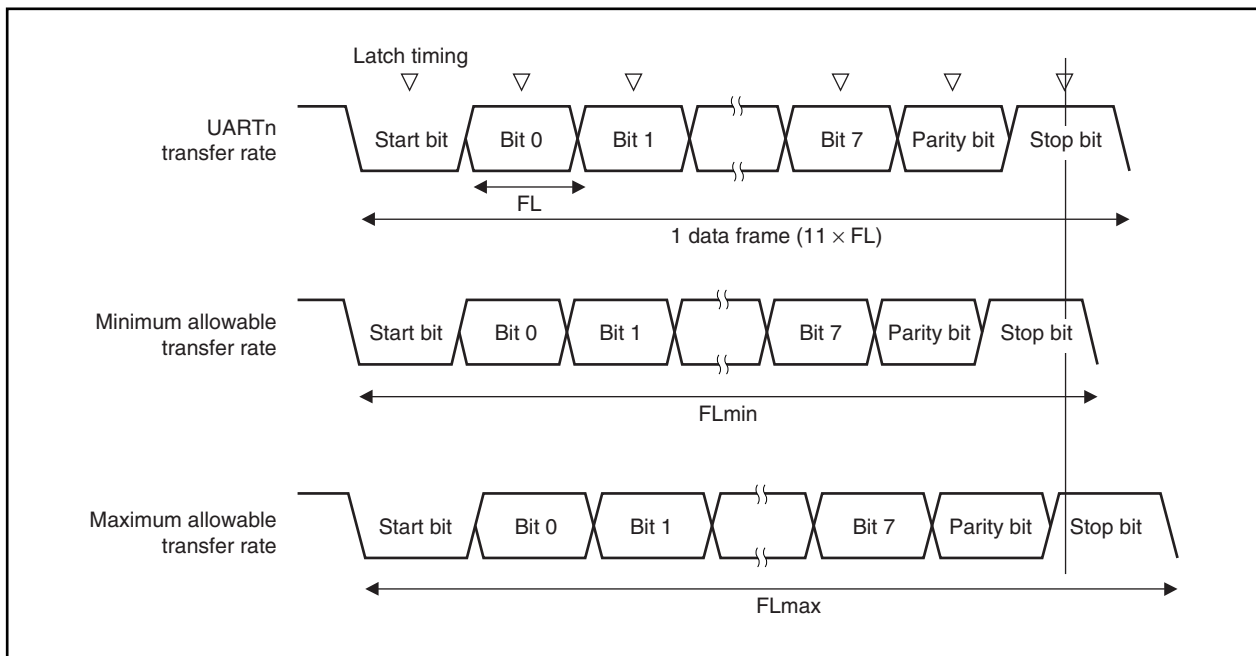 Latch timing
UARTn
transfer rate
Start bit
Bit 0
Bit 1
Bit 7
Parity bit
Stop bit
FL
1 data frame (11 × FL)
Minimum allowable
transfer rate
Start bit
Bit 0
Bit 1
Bit 7
Parity bit
Stop bit
FLmin
Maximum allowable
transfer rate
Start bit
Bit 0
Bit 1
Bit 7
Parity bit
Stop bit
FLmax